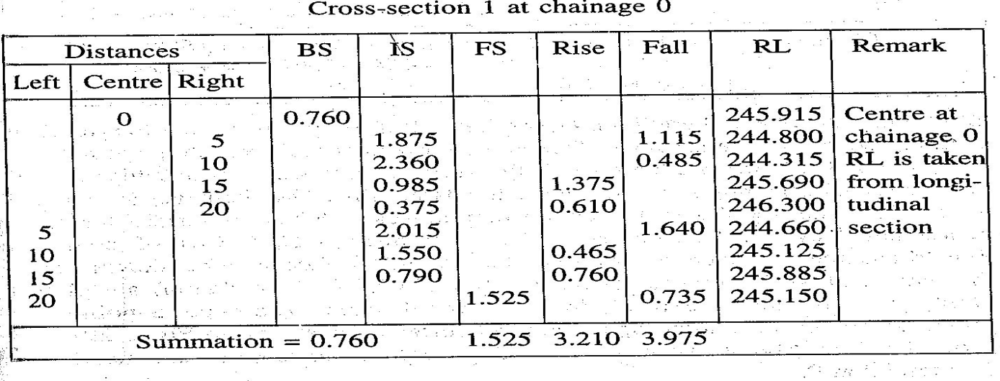 Cross-section 1 at chainage 0
Distances BS IS FS Rise Fall RL Remark
Left Centre Right
0 0.760 245.915 Centre at
5 1.875 1.115 244.800 chainage 0
10 2.360 0.485 244.315 RL is taken
15 0.985 1.375 245.690 from longi-
20 0.375 0.610 246.300 tudinal
5 2.015 1.640 244.660 section
10 1.550 0.465 245.125
15 0.790 0.760 245.885
20 1.525 0.735 245.150
Summation = 0.760 1.525 3.210 3.975